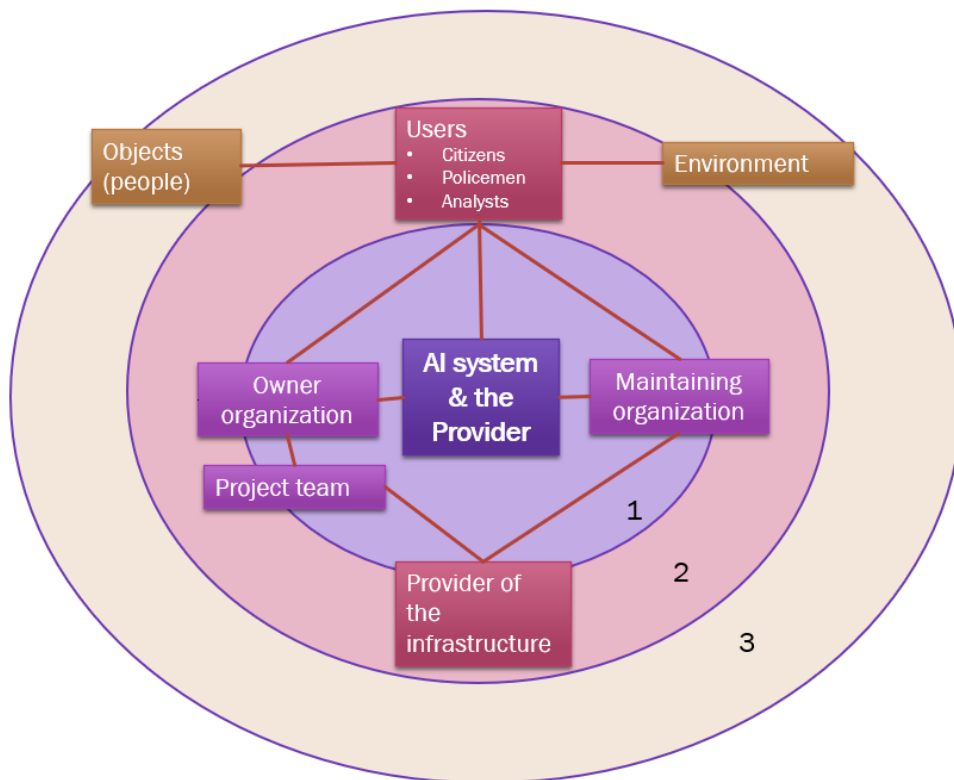 Users
• Citizens
• Policemen
• Analysts
Objects
(people)
Environment
AI system
& the
Provider
Owner
organization
Maintaining
organization
Project team
1
2
Provider of
the
infrastructure
3